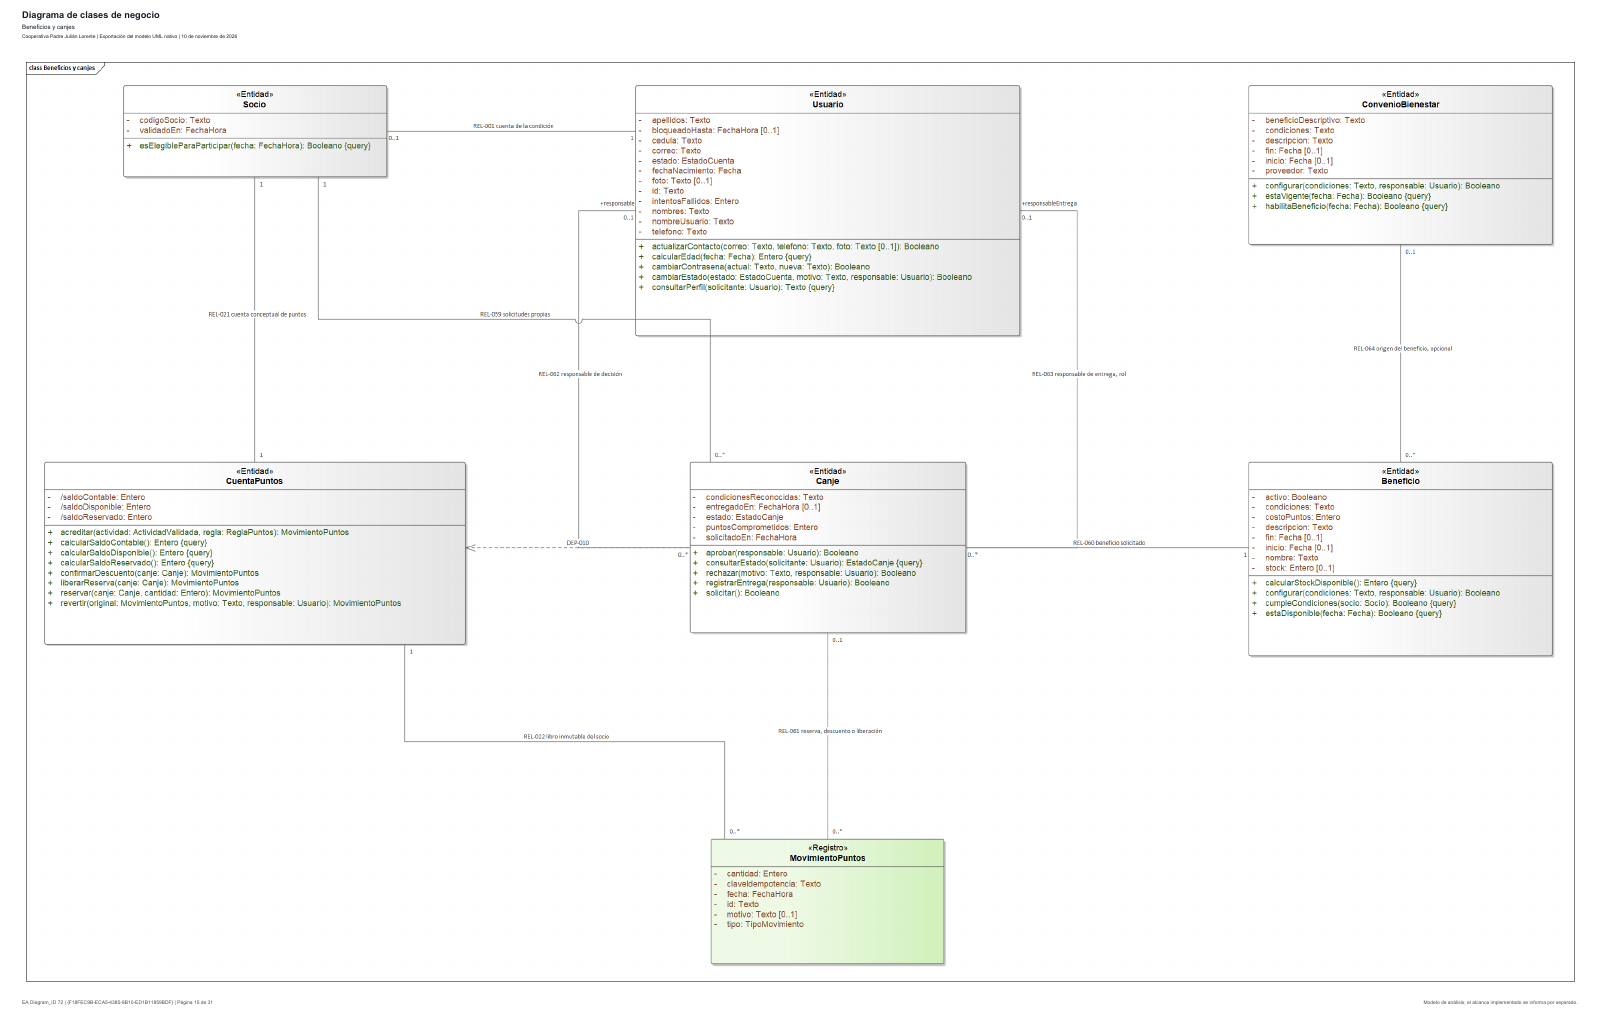 Diagrama de clases de negocio
Beneficios y canjes
Cooperativa Padre Julián Lorente | Exportación del modelo UML nativo | 10 de noviembre de 2026
class Beneficios y canjes
«Entidad»
Socio
- codigoSocio: Texto
- validadoEn: FechaHora
+ esElegibleParaParticipar(fecha: FechaHora): Booleano {query}
REL-001 cuenta de la condición
0..1
1
«Entidad»
Usuario
- apellidos: Texto
- bloqueadoHasta: FechaHora [0..1]
- cedula: Texto
- correo: Texto
- estado: EstadoCuenta
- fechaNacimiento: Fecha
- foto: Texto [0..1]
- id: Texto
- intentosFallidos: Entero
- nombres: Texto
- nombreUsuario: Texto
- telefono: Texto
+ actualizarContacto(correo: Texto, telefono: Texto, foto: Texto [0..1]): Booleano
+ calcularEdad(fecha: Fecha): Entero {query}
+ cambiarContrasena(actual: Texto, nueva: Texto): Booleano
+ cambiarEstado(estado: EstadoCuenta, motivo: Texto, responsable: Usuario): Booleano
+ consultarPerfil(solicitante: Usuario): Texto {query}
«Entidad»
ConvenioBienestar
- beneficioDescriptivo: Texto
- condiciones: Texto
- descripcion: Texto
- fin: Fecha [0..1]
- inicio: Fecha [0..1]
- proveedor: Texto
+ configurar(condiciones: Texto, responsable: Usuario): Booleano
+ estaVigente(fecha: Fecha): Booleano {query}
+ habilitaBeneficio(fecha: Fecha): Booleano {query}
1
1
+responsable
0..1
+responsableEntrega
0..1
0..1
REL-021 cuenta conceptual de puntos
REL-059 solicitudes propias
REL-064 origen del beneficio, opcional
REL-062 responsable de decisión
REL-063 responsable de entrega, rol
1
0..*
0..*
«Entidad»
CuentaPuntos
- /saldoContable: Entero
- /saldoDisponible: Entero
- /saldoReservado: Entero
+ acreditar(actividad: ActividadValidada, regla: ReglaPuntos): MovimientoPuntos
+ calcularSaldoContable(): Entero {query}
+ calcularSaldoDisponible(): Entero {query}
+ calcularSaldoReservado(): Entero {query}
+ confirmarDescuento(canje: Canje): MovimientoPuntos
+ liberarReserva(canje: Canje): MovimientoPuntos
+ reservar(canje: Canje, cantidad: Entero): MovimientoPuntos
+ revertir(original: MovimientoPuntos, motivo: Texto, responsable: Usuario): MovimientoPuntos
DEP-010
0..*
«Entidad»
Canje
- condicionesReconocidas: Texto
- entregadoEn: FechaHora [0..1]
- estado: EstadoCanje
- puntosComprometidos: Entero
- solicitadoEn: FechaHora
+ aprobar(responsable: Usuario): Booleano
+ consultarEstado(solicitante: Usuario): EstadoCanje {query}
+ rechazar(motivo: Texto, responsable: Usuario): Booleano
+ registrarEntrega(responsable: Usuario): Booleano
+ solicitar(): Booleano
0..*
REL-060 beneficio solicitado
1
«Entidad»
Beneficio
- activo: Booleano
- condiciones: Texto
- costoPuntos: Entero
- descripcion: Texto
- fin: Fecha [0..1]
- inicio: Fecha [0..1]
- nombre: Texto
- stock: Entero [0..1]
+ calcularStockDisponible(): Entero {query}
+ configurar(condiciones: Texto, responsable: Usuario): Booleano
+ cumpleCondiciones(socio: Socio): Booleano {query}
+ estaDisponible(fecha: Fecha): Booleano {query}
1
0..1
REL-061 reserva, descuento o liberación
REL-022 libro inmutable del socio
0..*
0..*
«Registro»
MovimientoPuntos
- cantidad: Entero
- claveIdempotencia: Texto
- fecha: FechaHora
- id: Texto
- motivo: Texto [0..1]
- tipo: TipoMovimiento
Modelo de análisis: el alcance implementado se informa por separado.